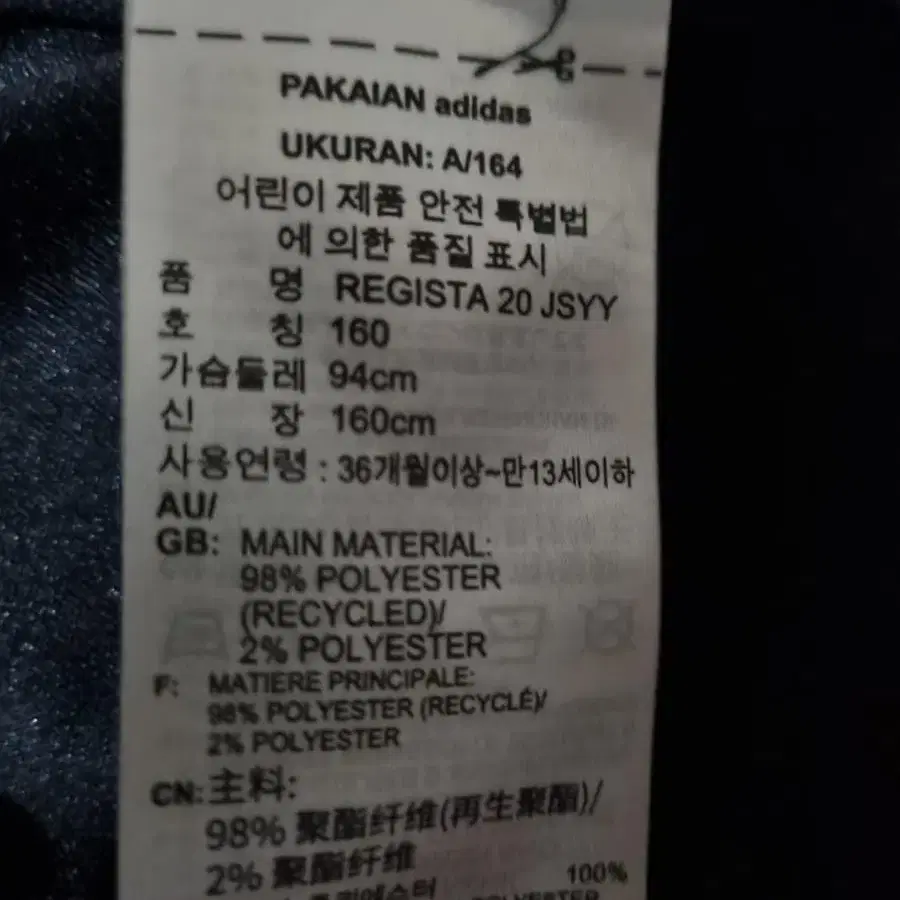 PAKAIAN adidas
UKURAN: A/164
어린이 제품 안전 특별법
에 의한 품질 표시
품 명 REGISTA 20 JSYY
호 칭 160
가슴둘레 94cm
신 장 160cm
사용연령 : 36개월이상~만13세이하
AU/
GB: MAIN MATERIAL:
98% POLYESTER
(RECYCLED)/
2% POLYESTER
F: MATIERE PRINCIPALE:
98% POLYESTER (RECYCLÉ)/
2% POLYESTER
CN:主料:
98% 聚酯纤维(再生聚酯)/
2% 聚酯纤维
100%